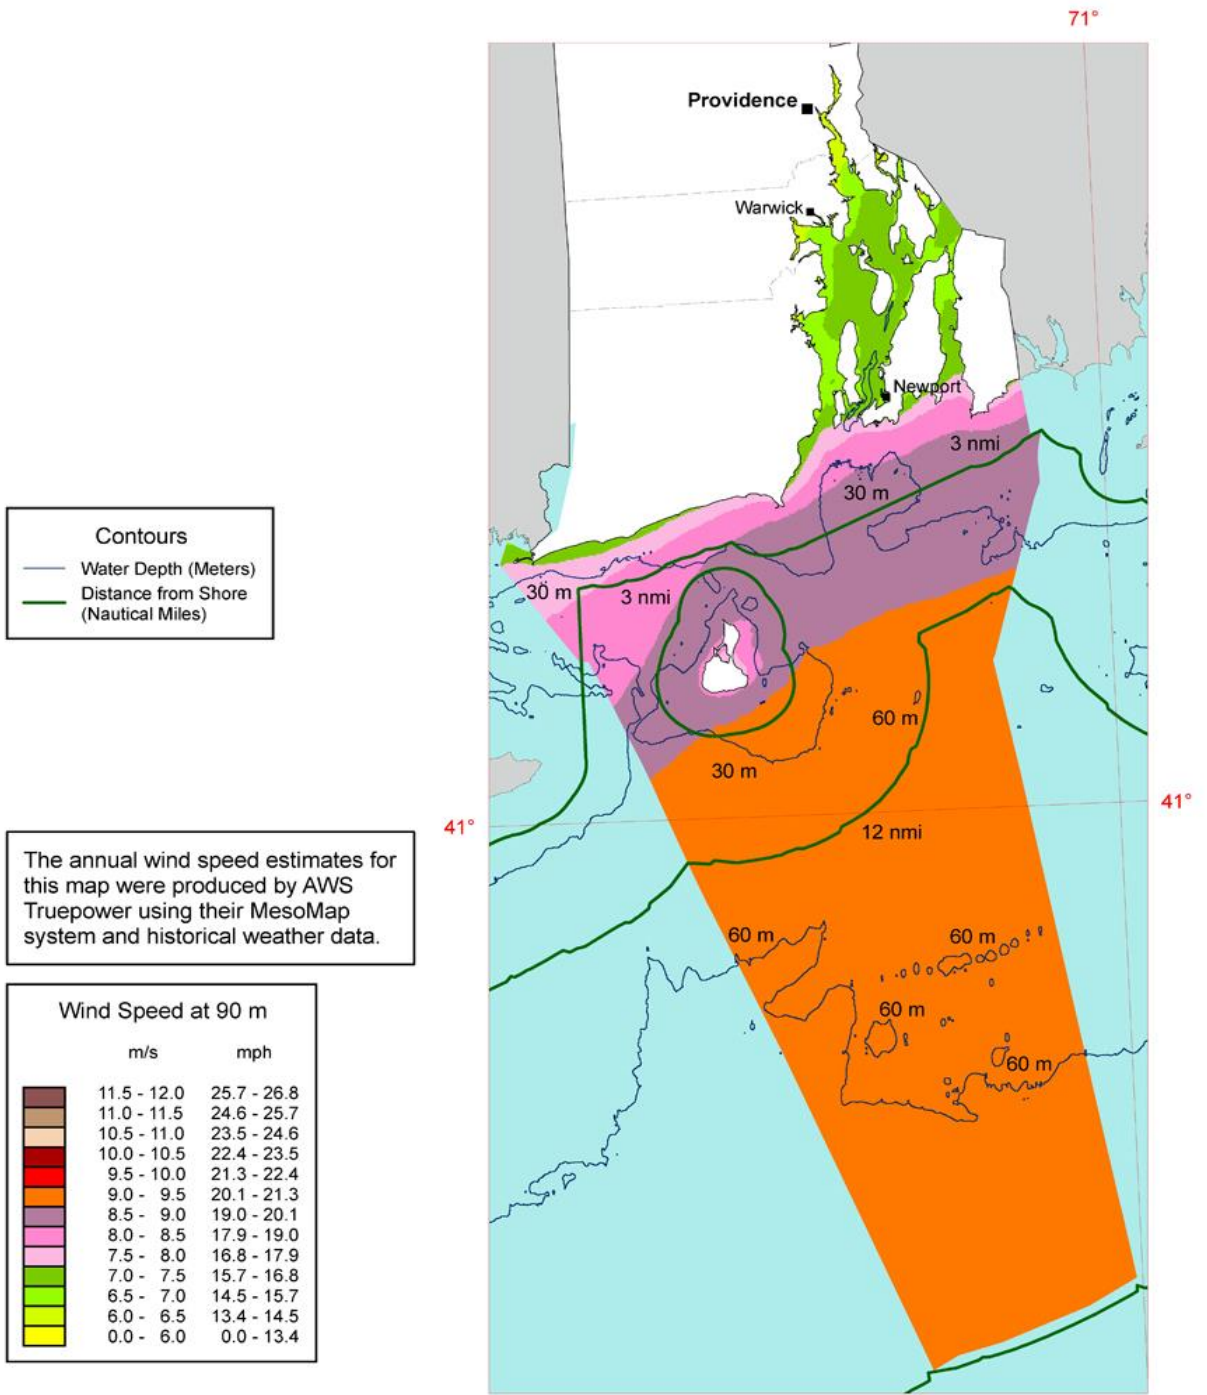 71°
Providence
Warwick
Newport
3 nmi
30 m
30 m
3 nmi
60 m
30 m
41°
41°
12 nmi
60 m
60 m
60 m
60 m
Contours
Water Depth (Meters)
Distance from Shore
(Nautical Miles)
The annual wind speed estimates for
this map were produced by AWS
Truepower using their MesoMap
system and historical weather data.
Wind Speed at 90 m
m/s mph
11.5 - 12.0 25.7 - 26.8
11.0 - 11.5 24.6 - 25.7
10.5 - 11.0 23.5 - 24.6
10.0 - 10.5 22.4 - 23.5
9.5 - 10.0 21.3 - 22.4
9.0 - 9.5 20.1 - 21.3
8.5 - 9.0 19.0 - 20.1
8.0 - 8.5 17.9 - 19.0
7.5 - 8.0 16.8 - 17.9
7.0 - 7.5 15.7 - 16.8
6.5 - 7.0 14.5 - 15.7
6.0 - 6.5 13.4 - 14.5
0.0 - 6.0 0.0 - 13.4